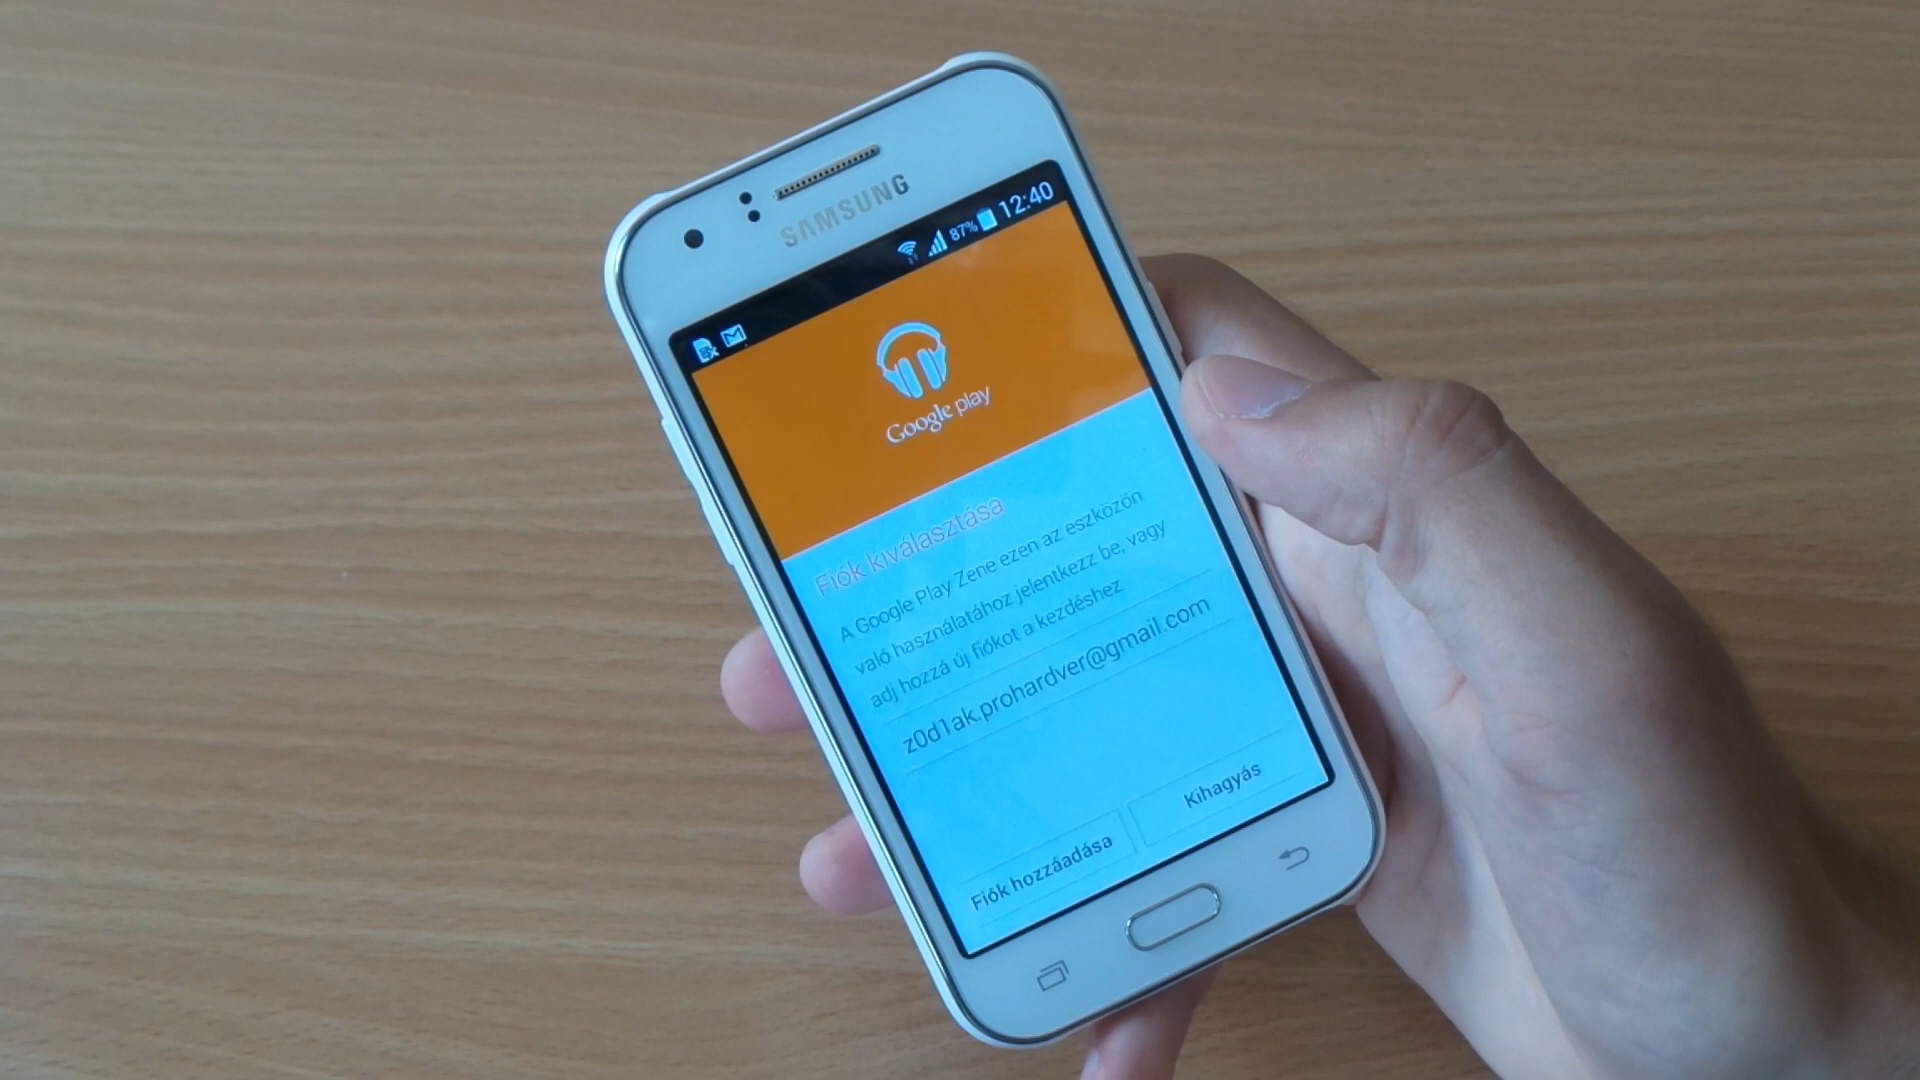 SAMSUNG
87% 12:40
Google play
Fiók kiválasztása
A Google Play Zene ezen az eszközön
való használatához jelentkezz be, vagy
adj hozzá új fiókot a kezdéshez
z0d1ak.prohardver@gmail.com
Fiók hozzáadása
Kihagyás